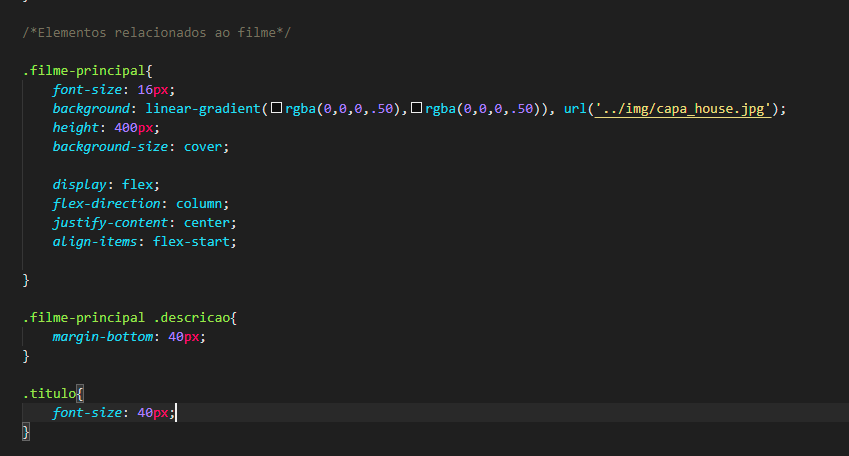 /*Elementos relacionados ao filme*/
.filme-principal{
font-size: 16px;
background: linear-gradient(rgba(0,0,0,.50),rgba(0,0,0,.50)), url('../img/capa_house.jpg');
height: 400px;
background-size: cover;
display: flex;
flex-direction: column;
justify-content: center;
align-items: flex-start;
}
.filme-principal .descricao{
margin-bottom: 40px;
}
.titulo{
font-size: 40px;
}